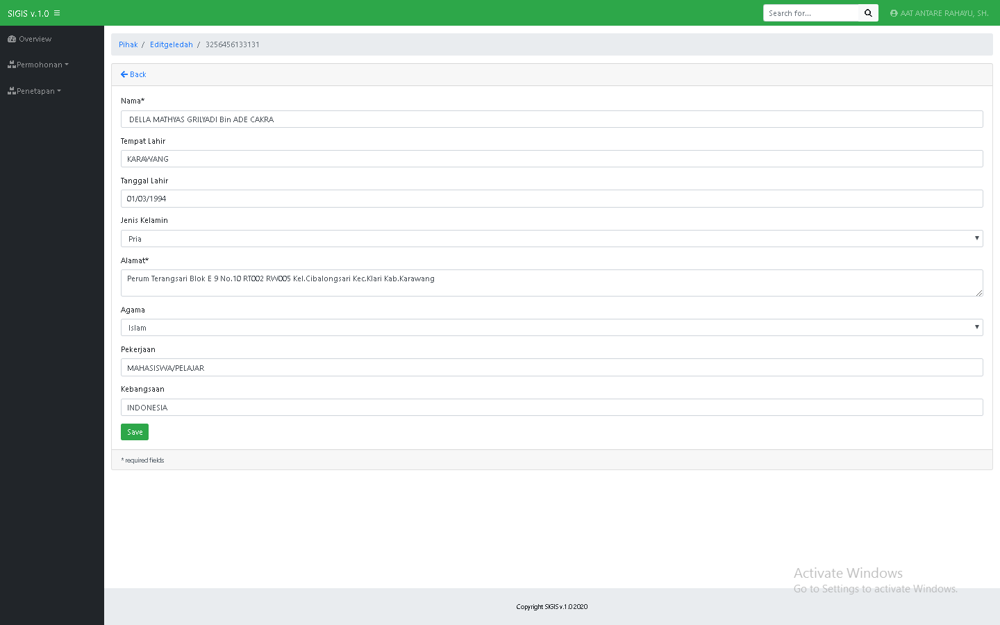 SIGIS v.1.0
Search for...
AAT ANTARE RAHAYU, SH.
Overview
Permohonan
Penetapan
Pihak / Editgeledah / 3256456133131
Back
Nama*
DELLA MATHYAS GRILYADI Bin ADE CAKRA
Tempat Lahir
KARAWANG
Tanggal Lahir
01/03/1994
Jenis Kelamin
Pria
Alamat*
Perum Terangsari Blok E 9 No.10 RT002 RW005 Kel.Cibalongsari Kec.Klari Kab.Karawang
Agama
Islam
Pekerjaan
MAHASISWA/PELAJAR
Kebangsaan
INDONESIA
Save
* required fields
Activate Windows
Go to Settings to activate Windows.
Copyright SIGIS v.1.0 2020